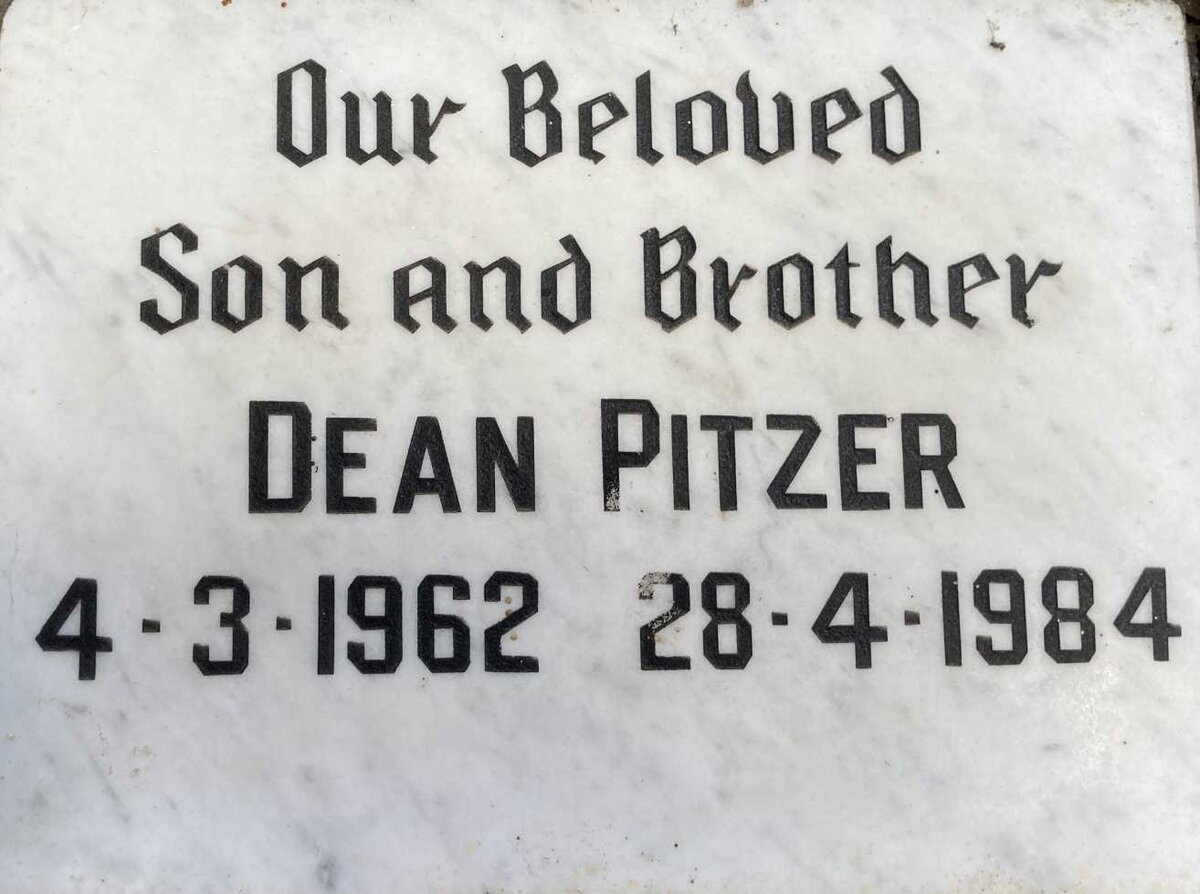 Our Beloved
Son and Brother
DEAN PITZER
4·3·1962 28·4·1984